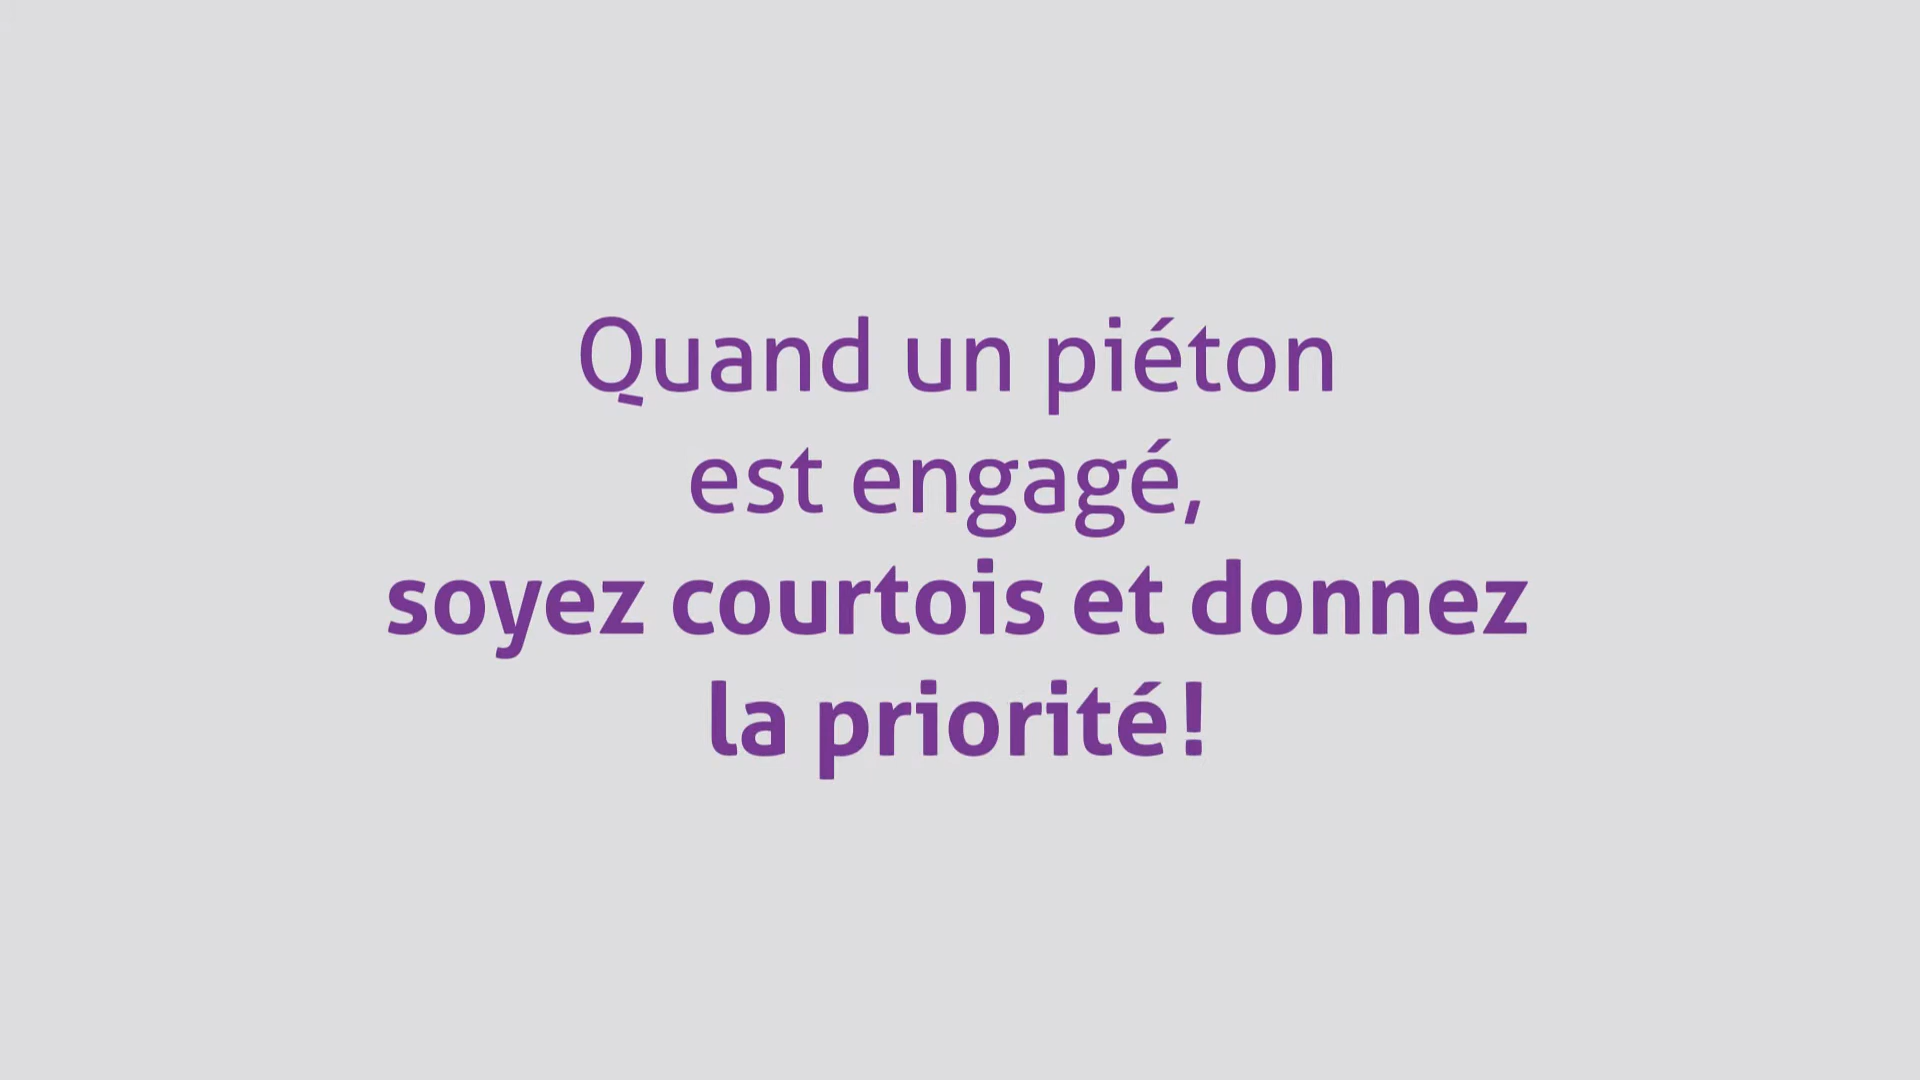 Quand un piéton
est engagé,
soyez courtois et donnez
la priorité !